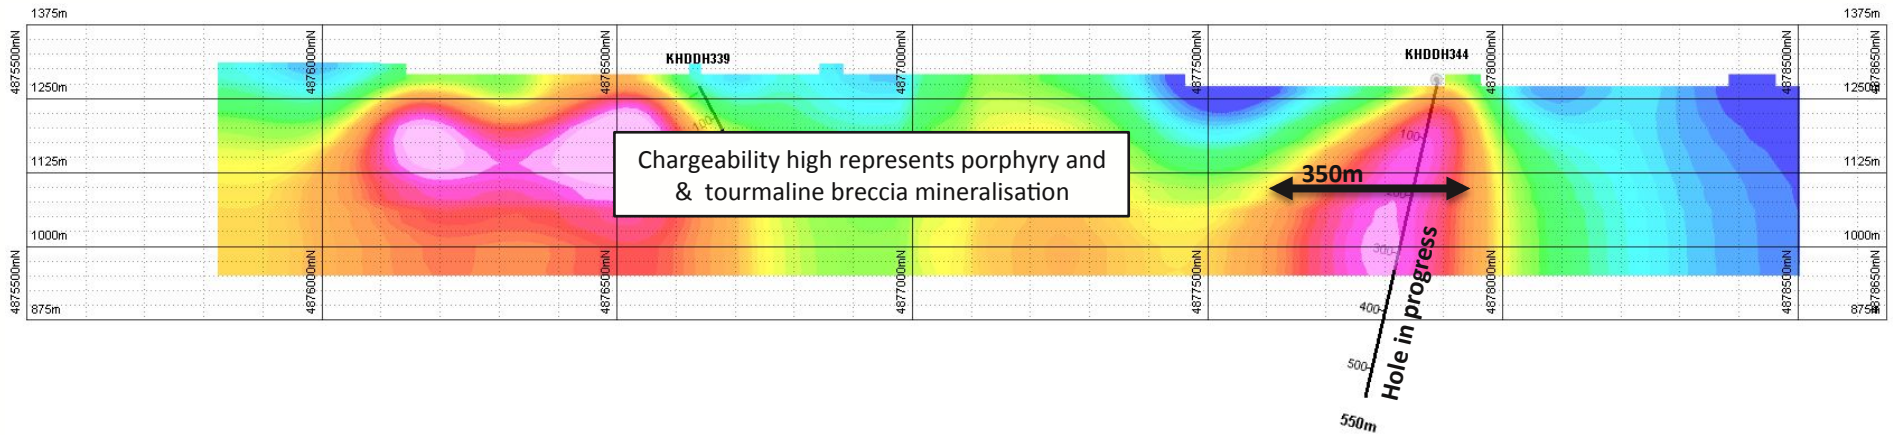 1375m
1375m
4875500mN
4876000mN
4876500mN
KHDDH339
4877000mN
4877500mN
KHDDH344
4878000mN
4878500mN
4878650mN
1250m
1250m
100
100
Chargeability high represents porphyry and
& tourmaline breccia mineralisation
1125m
1125m
350m
1000m
1000m
300
4875500mN
4876000mN
4876500mN
4877000mN
4877500mN
4878000mN
4878500mN
4878650mN
Hole in progress
875m
875m
400
500
550m